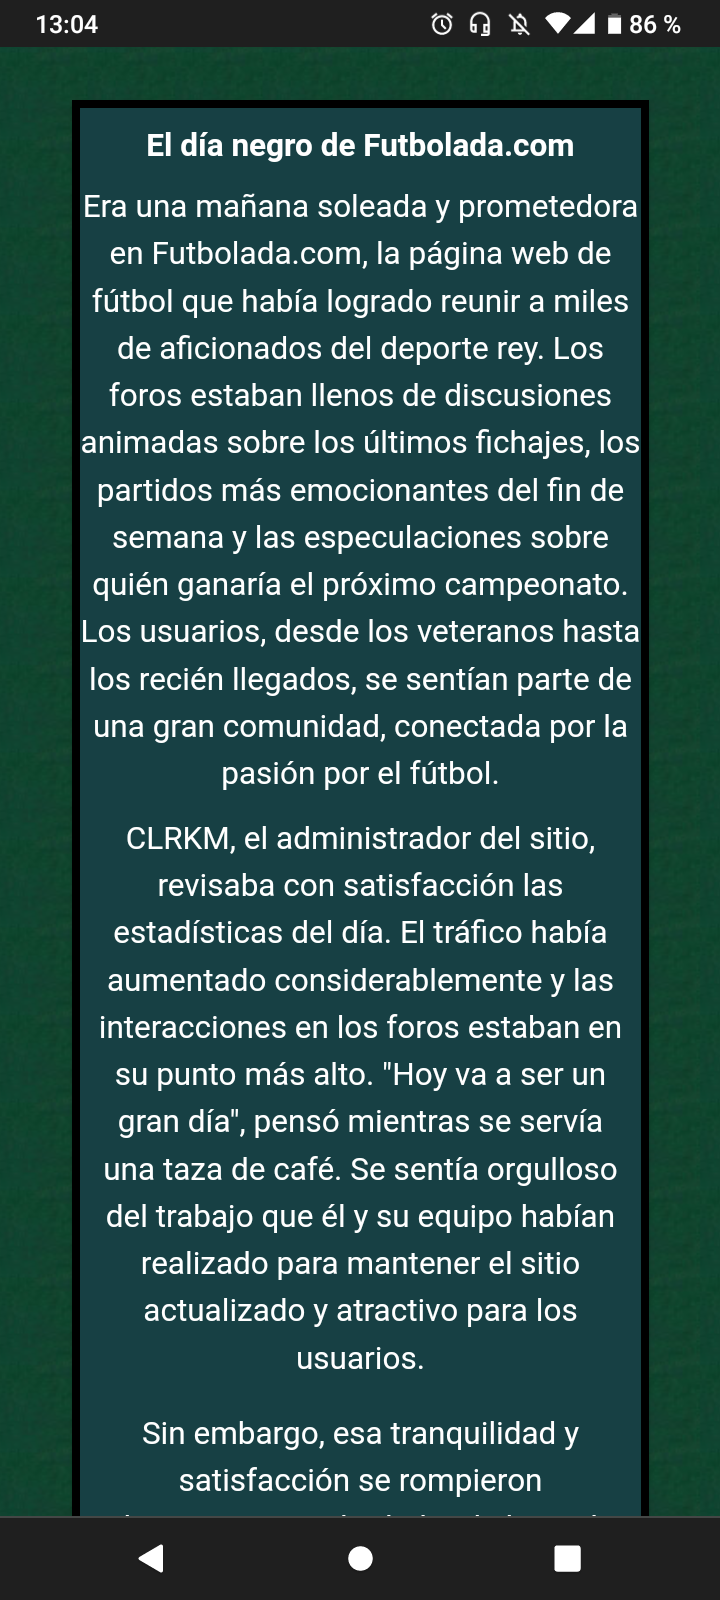 13:04
86 %
El día negro de Futbolada.com
Era una mañana soleada y prometedora
en Futbolada.com, la página web de
fútbol que había logrado reunir a miles
de aficionados del deporte rey. Los
foros estaban llenos de discusiones
animadas sobre los últimos fichajes, los
partidos más emocionantes del fin de
semana y las especulaciones sobre
quién ganaría el próximo campeonato.
Los usuarios, desde los veteranos hasta
los recién llegados, se sentían parte de
una gran comunidad, conectada por la
pasión por el fútbol.
CLRKM, el administrador del sitio,
revisaba con satisfacción las
estadísticas del día. El tráfico había
aumentado considerablemente y las
interacciones en los foros estaban en
su punto más alto. "Hoy va a ser un
gran día", pensó mientras se servía
una taza de café. Se sentía orgulloso
del trabajo que él y su equipo habían
realizado para mantener el sitio
actualizado y atractivo para los
usuarios.
Sin embargo, esa tranquilidad y
satisfacción se rompieron